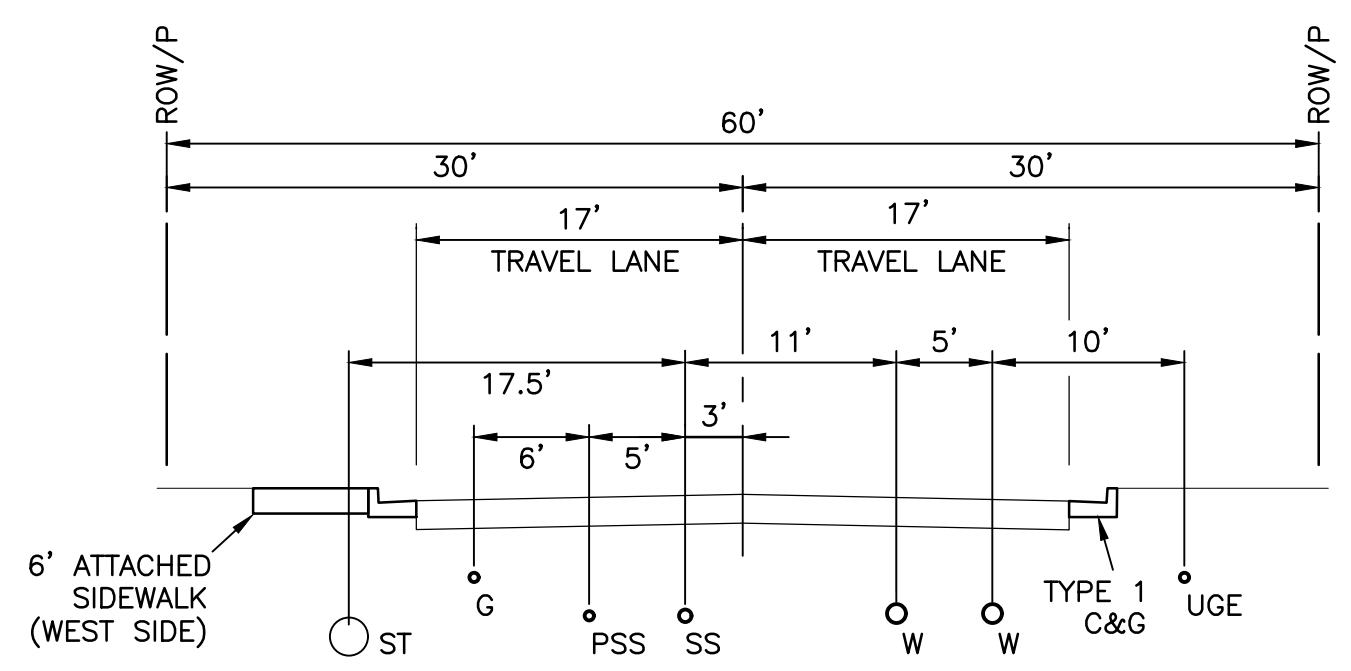 ROW/P
ROW/P
60'
30'
30'
17'
17'
TRAVEL LANE
TRAVEL LANE
11'
5'
10'
17.5'
3'
6'
5'
6' ATTACHED
SIDEWALK
(WEST SIDE)
G
TYPE 1
C&G
UGE
ST
PSS
SS
W
W